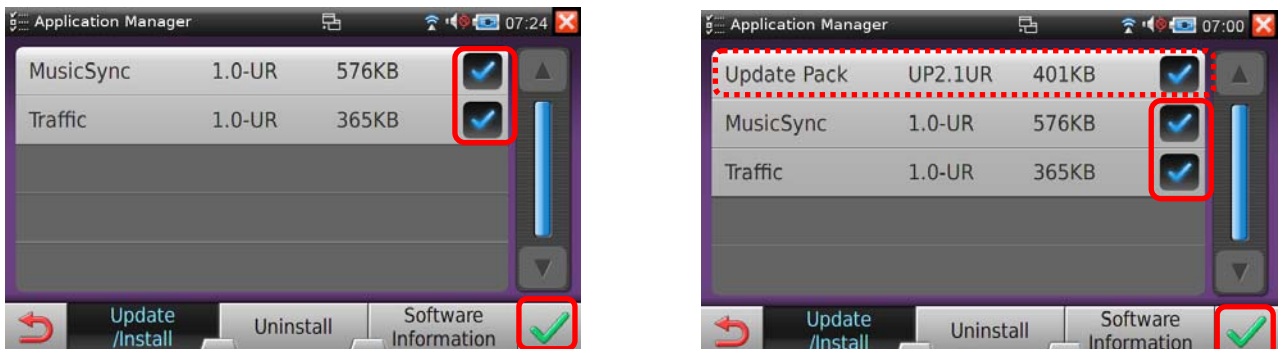 Application Manager 07:24
MusicSync 1.0-UR 576KB
Traffic 1.0-UR 365KB
Update
/Install
Uninstall
Software
Information
Application Manager 07:00
Update Pack UP2.1UR 401KB
MusicSync 1.0-UR 576KB
Traffic 1.0-UR 365KB
Update
/Install
Uninstall
Software
Information